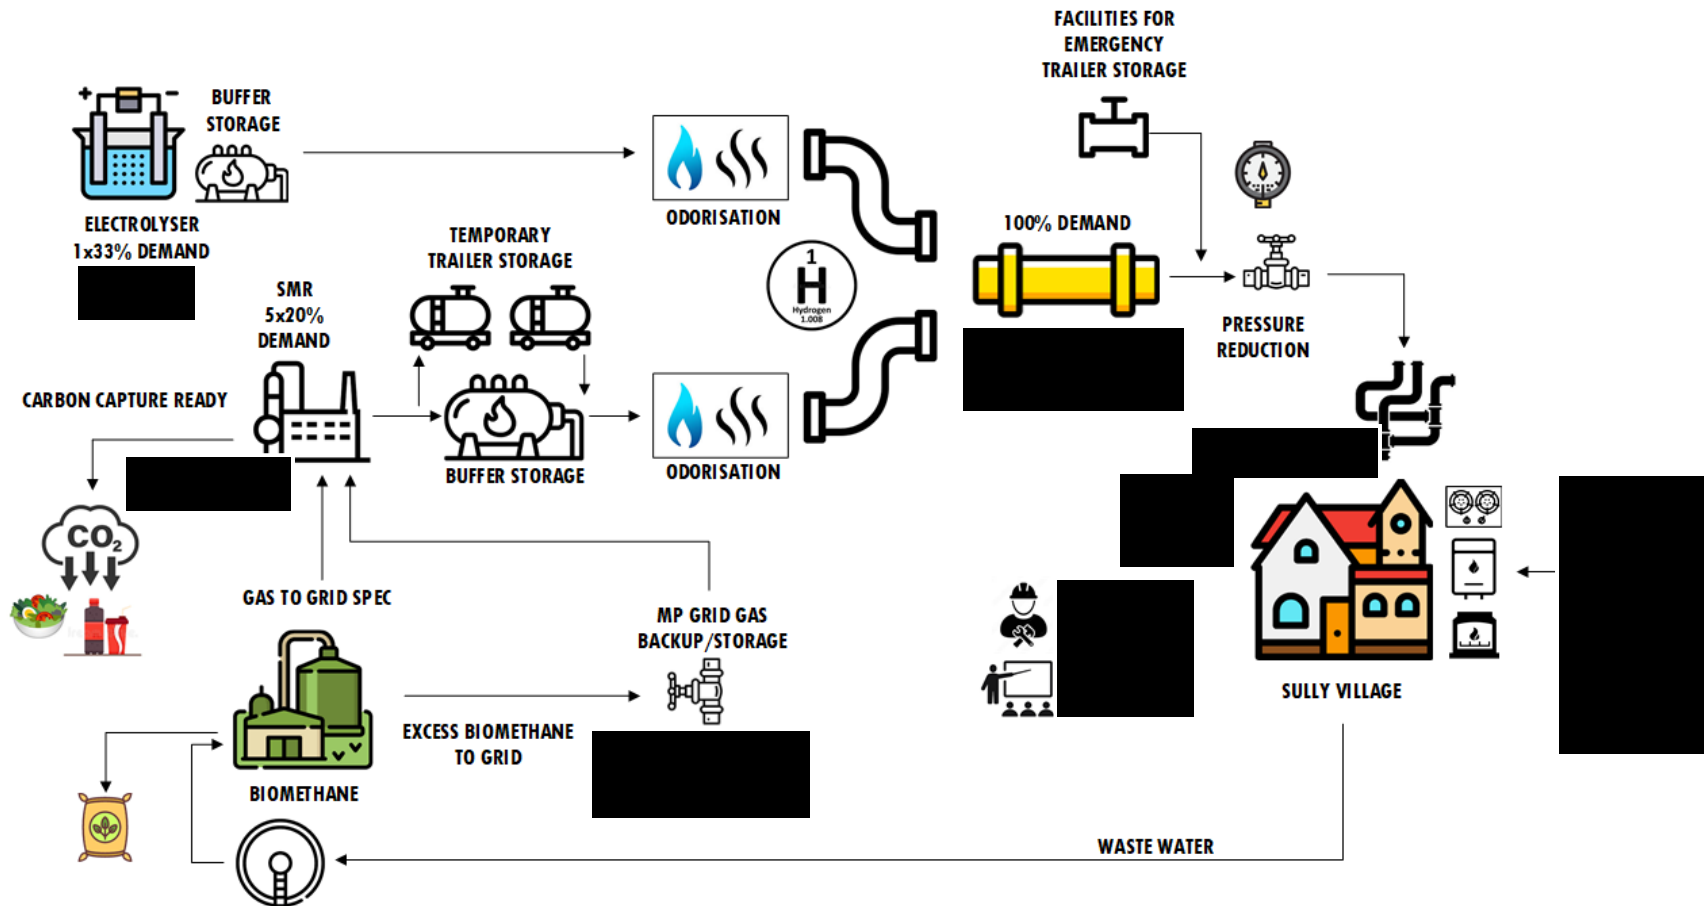 FACILITIES FOR
EMERGENCY
TRAILER STORAGE
+
−
BUFFER
STORAGE
ELECTROLYSER
1x33% DEMAND
ODORISATION
100% DEMAND
TEMPORARY
TRAILER STORAGE
1
H
Hydrogen
1.008
SMR
5x20%
DEMAND
PRESSURE
REDUCTION
CARBON CAPTURE READY
BUFFER STORAGE
ODORISATION
CO2
GAS TO GRID SPEC
MP GRID GAS
BACKUP/STORAGE
SULLY VILLAGE
EXCESS BIOMETHANE
TO GRID
BIOMETHANE
WASTE WATER